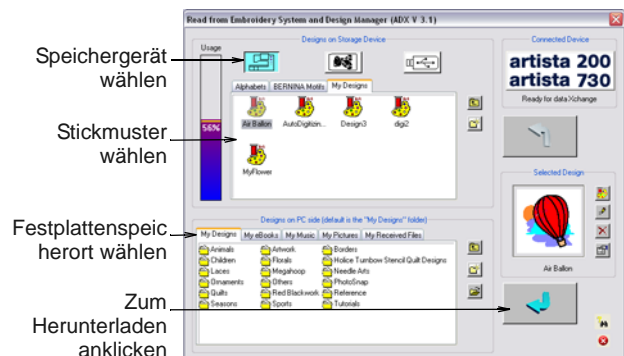 Read from Embroidery System and Design Manager (ADX V 3.1)
Speichergerät
wählen
Stickmuster
wählen
Festplattenspeic
herort wählen
Zum
Herunterladen
anklicken
Usage
56%
Designs on Storage Device
Alphabets BERNINA Motifs My Designs
Air Ballon AutoDigitizin... Design3 digi2
MyFlower
Connected Device
artista 200
artista 730
Ready for data Xchange
Selected Design
Air Ballon
Designs on PC side (default is the "My Designs" folder)
My Designs My eBooks My Music My Pictures My Received Files
Animals Artwork Borders
Children Florals Holice Turnbow Stencil Quilt Designs
Laces Megahoop Needle Arts
Ornaments Others PhotoSnap
Quilts Red Blackwork Reference
Seasons Sports Tutorials